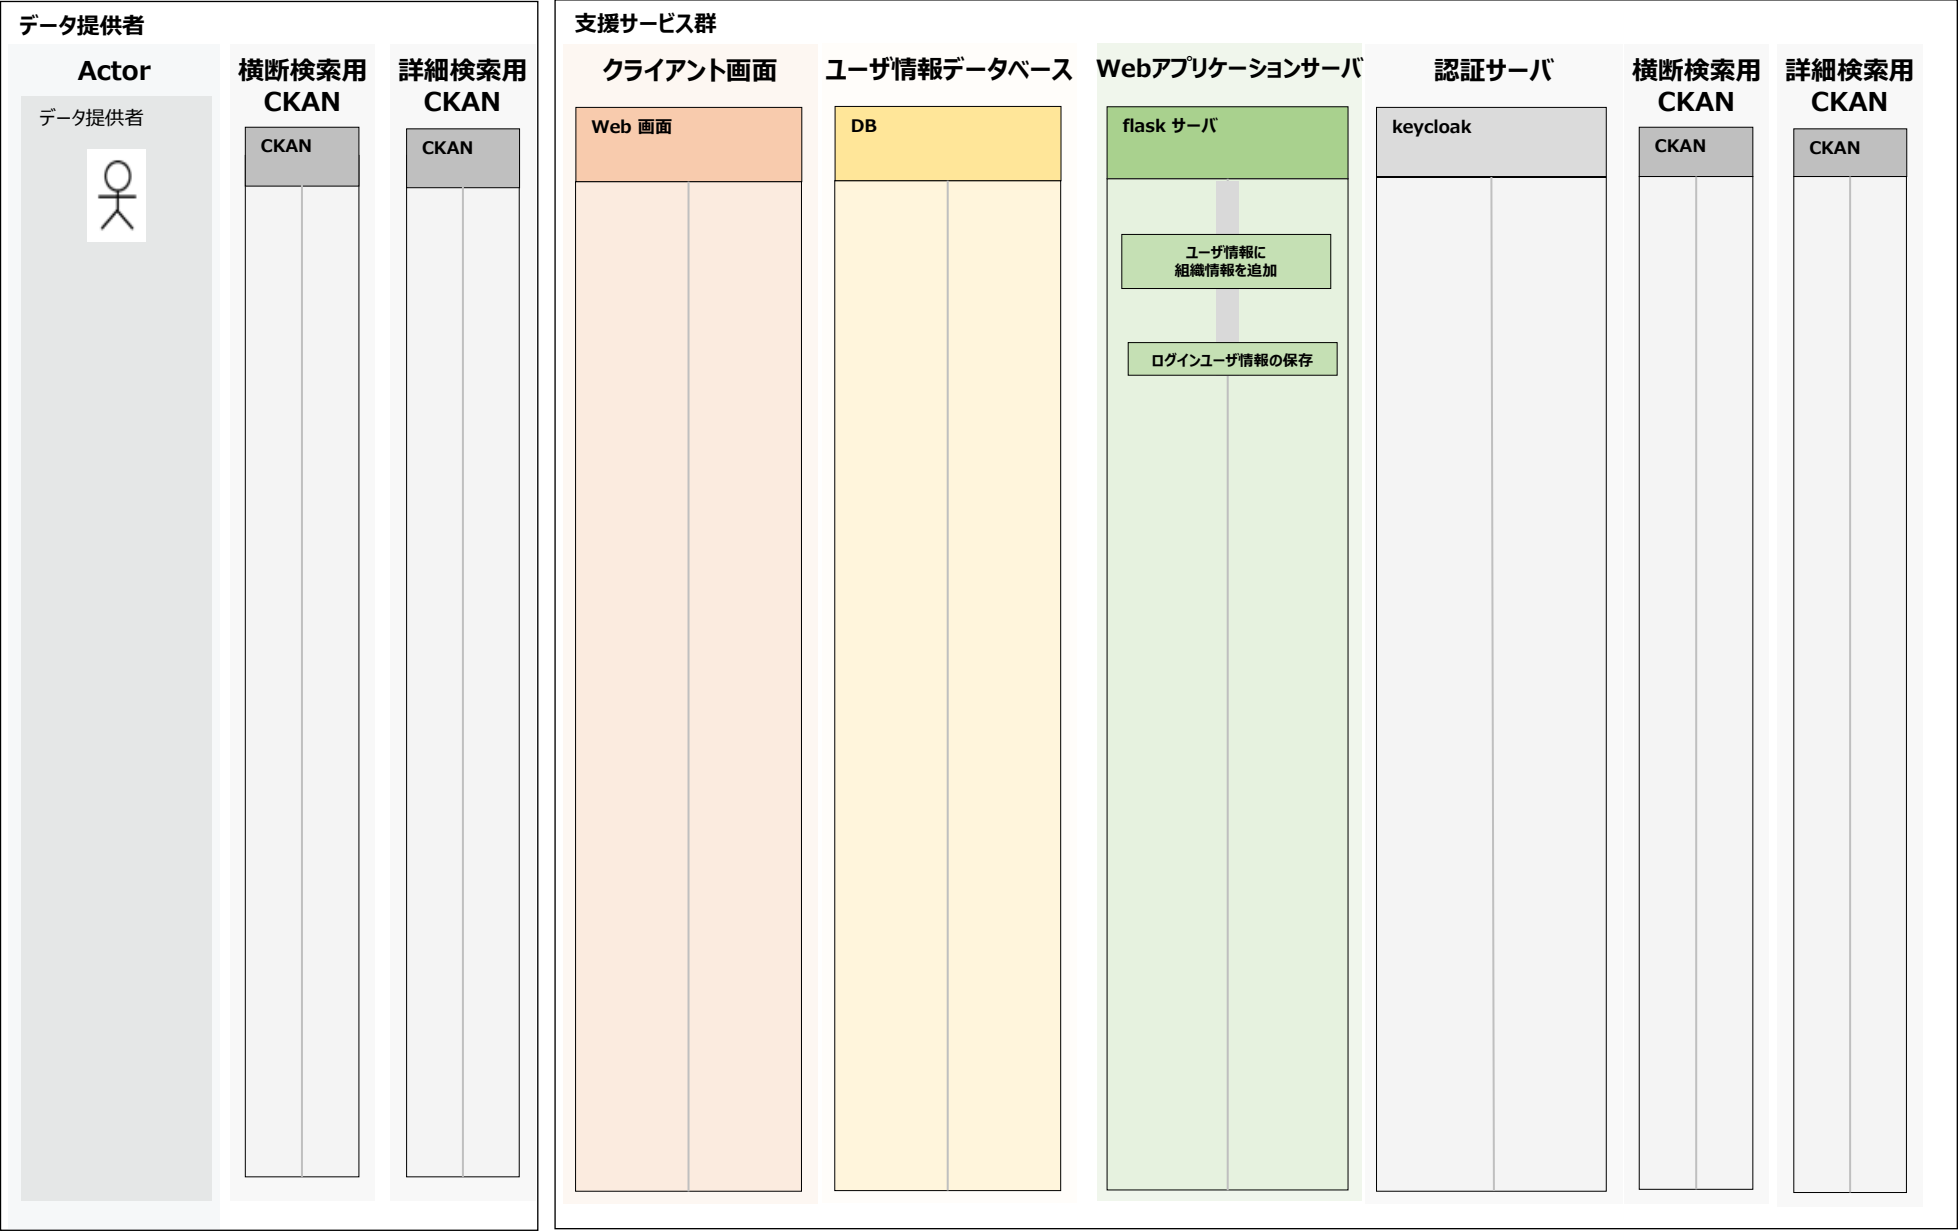 データ提供者
Actor
データ提供者
横断検索用
CKAN
CKAN
詳細検索用
CKAN
CKAN
支援サービス群
クライアント画面
Web 画面
ユーザ情報データベース
DB
Webアプリケーションサーバ
flask サーバ
ユーザ情報に
組織情報を追加
ログインユーザ情報の保存
認証サーバ
keycloak
横断検索用
CKAN
CKAN
詳細検索用
CKAN
CKAN